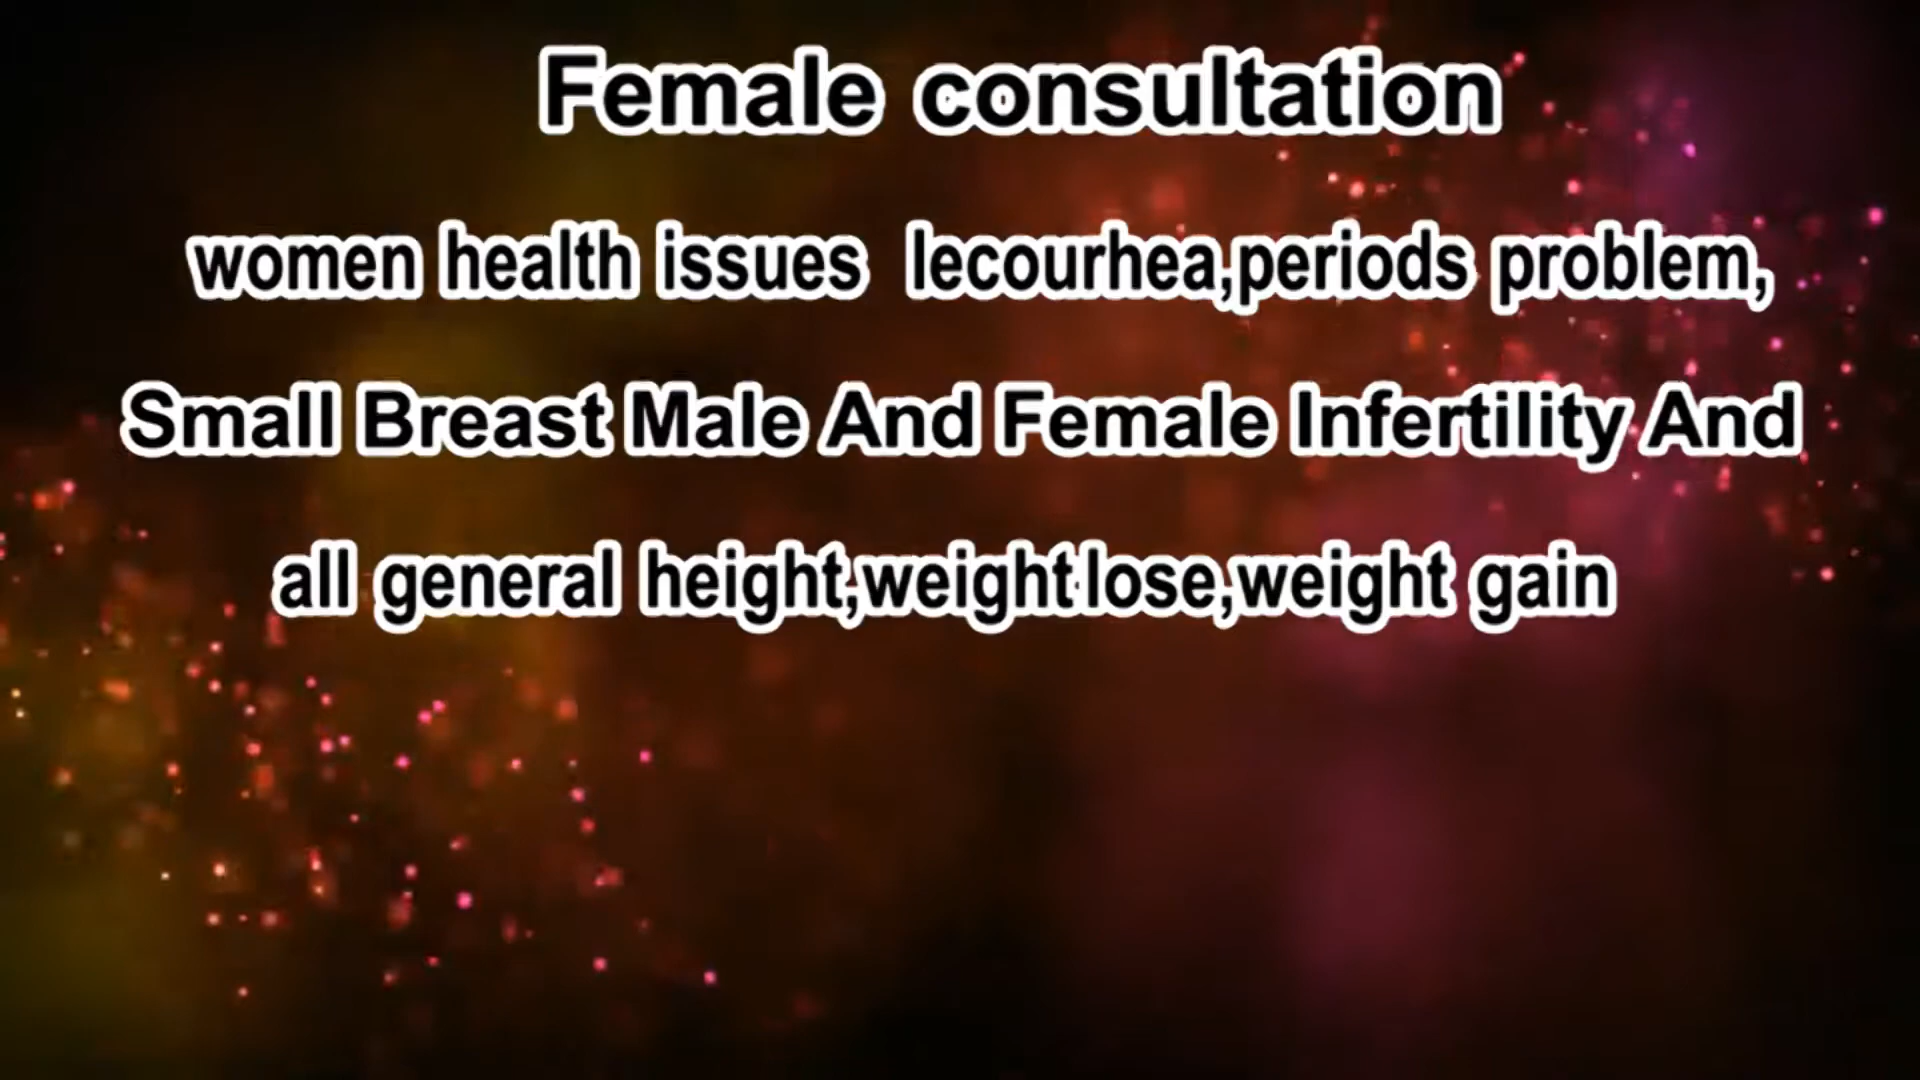 Female consultation
women health issues lecourhea,periods problem,
Small Breast Male And Female Infertility And
all general height,weight lose,weight gain